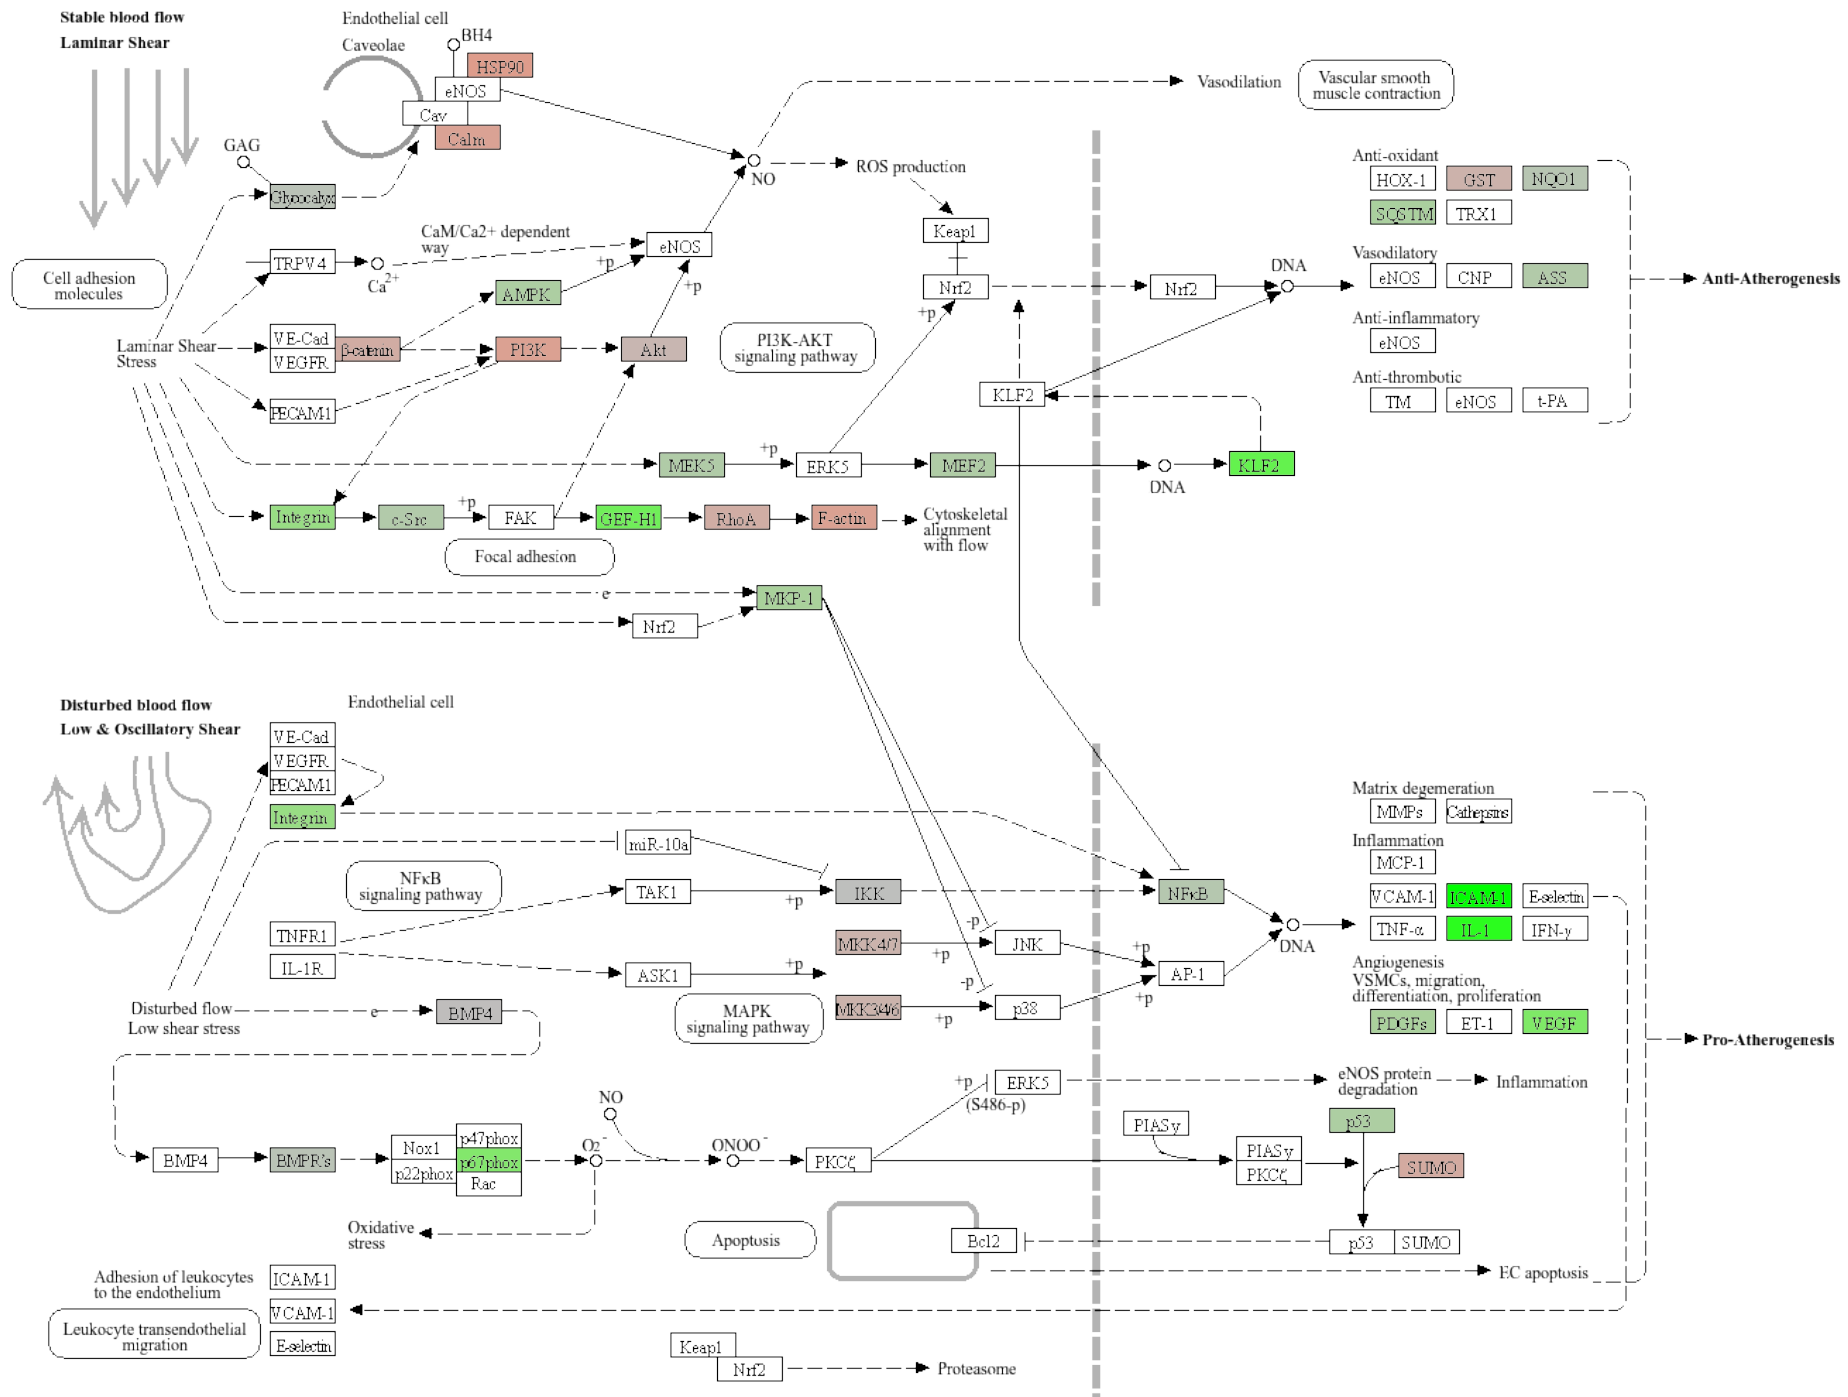 Stable blood flow
Laminar Shear
Endothelial cell
Caveolae
BH4
HSP90
eNOS
Cav
Calm
GAG
Glycocalyx
NO
Vasodilation
Vascular smooth
muscle contraction
ROS production
Keap1
Nrf2
+p
Cell adhesion
molecules
TRPV4
Ca2+
CaM/Ca2+ dependent
way
eNOS
+p
+p
AMPK
Laminar Shear
Stress
VE-Cad
VEGFR
β-catenin
PI3K
Akt
PI3K-AKT
signaling pathway
PECAM-1
MEK5
+p
ERK5
MEF2
DNA
KLF2
KLF2
Nrf2
DNA
Integrin
c-Src
+p
FAK
GEF-H1
RhoA
F-actin
Cytoskeletal
alignment
with flow
Focal adhesion
e
MKP-1
Nrf2
Anti-oxidant
HOX-1
GST
NQO1
SQSTM
TRX1
Vasodilatory
eNOS
CNP
ASS
Anti-inflammatory
eNOS
Anti-thrombotic
TM
eNOS
t-PA
Anti-Atherogenesis
Disturbed blood flow
Low & Oscillatory Shear
Endothelial cell
VE-Cad
VEGFR
PECAM-1
Integrin
miR-10a
NFκB
signaling pathway
TAK1
+p
IKK
NFκB
TNFR1
IL-1R
ASK1
+p
MKK4/7
+p
-p
JNK
+p
AP-1
DNA
MAPK
signaling pathway
MKK3/4/6
+p
-p
p38
+p
Disturbed flow
Low shear stress
e
BMP4
Matrix degemeration
MMPs
Cathepsins
Inflammation
MCP-1
VCAM-1
ICAM-1
E-selectin
TNF-α
IL-1
IFN-γ
Angiogenesis
VSMCs, migration,
differentiation, proliferation
PDGFs
ET-1
VEGF
Pro-Atherogenesis
BMP4
BMPR's
Nox1
p22phox
p47phox
p67phox
Rac
O2-
NO
ONOO-
PKCζ
+p
(S486-p)
ERK5
eNOS protein
degradation
Inflammation
PIASy
PIASy
PKCζ
p53
SUMO
p53
SUMO
Oxidative
stress
Apoptosis
Bcl2
EC apoptosis
Adhesion of leukocytes
to the endothelium
ICAM-1
VCAM-1
E-selectin
Leukocyte transendothelial
migration
Keap1
Nrf2
Proteasome